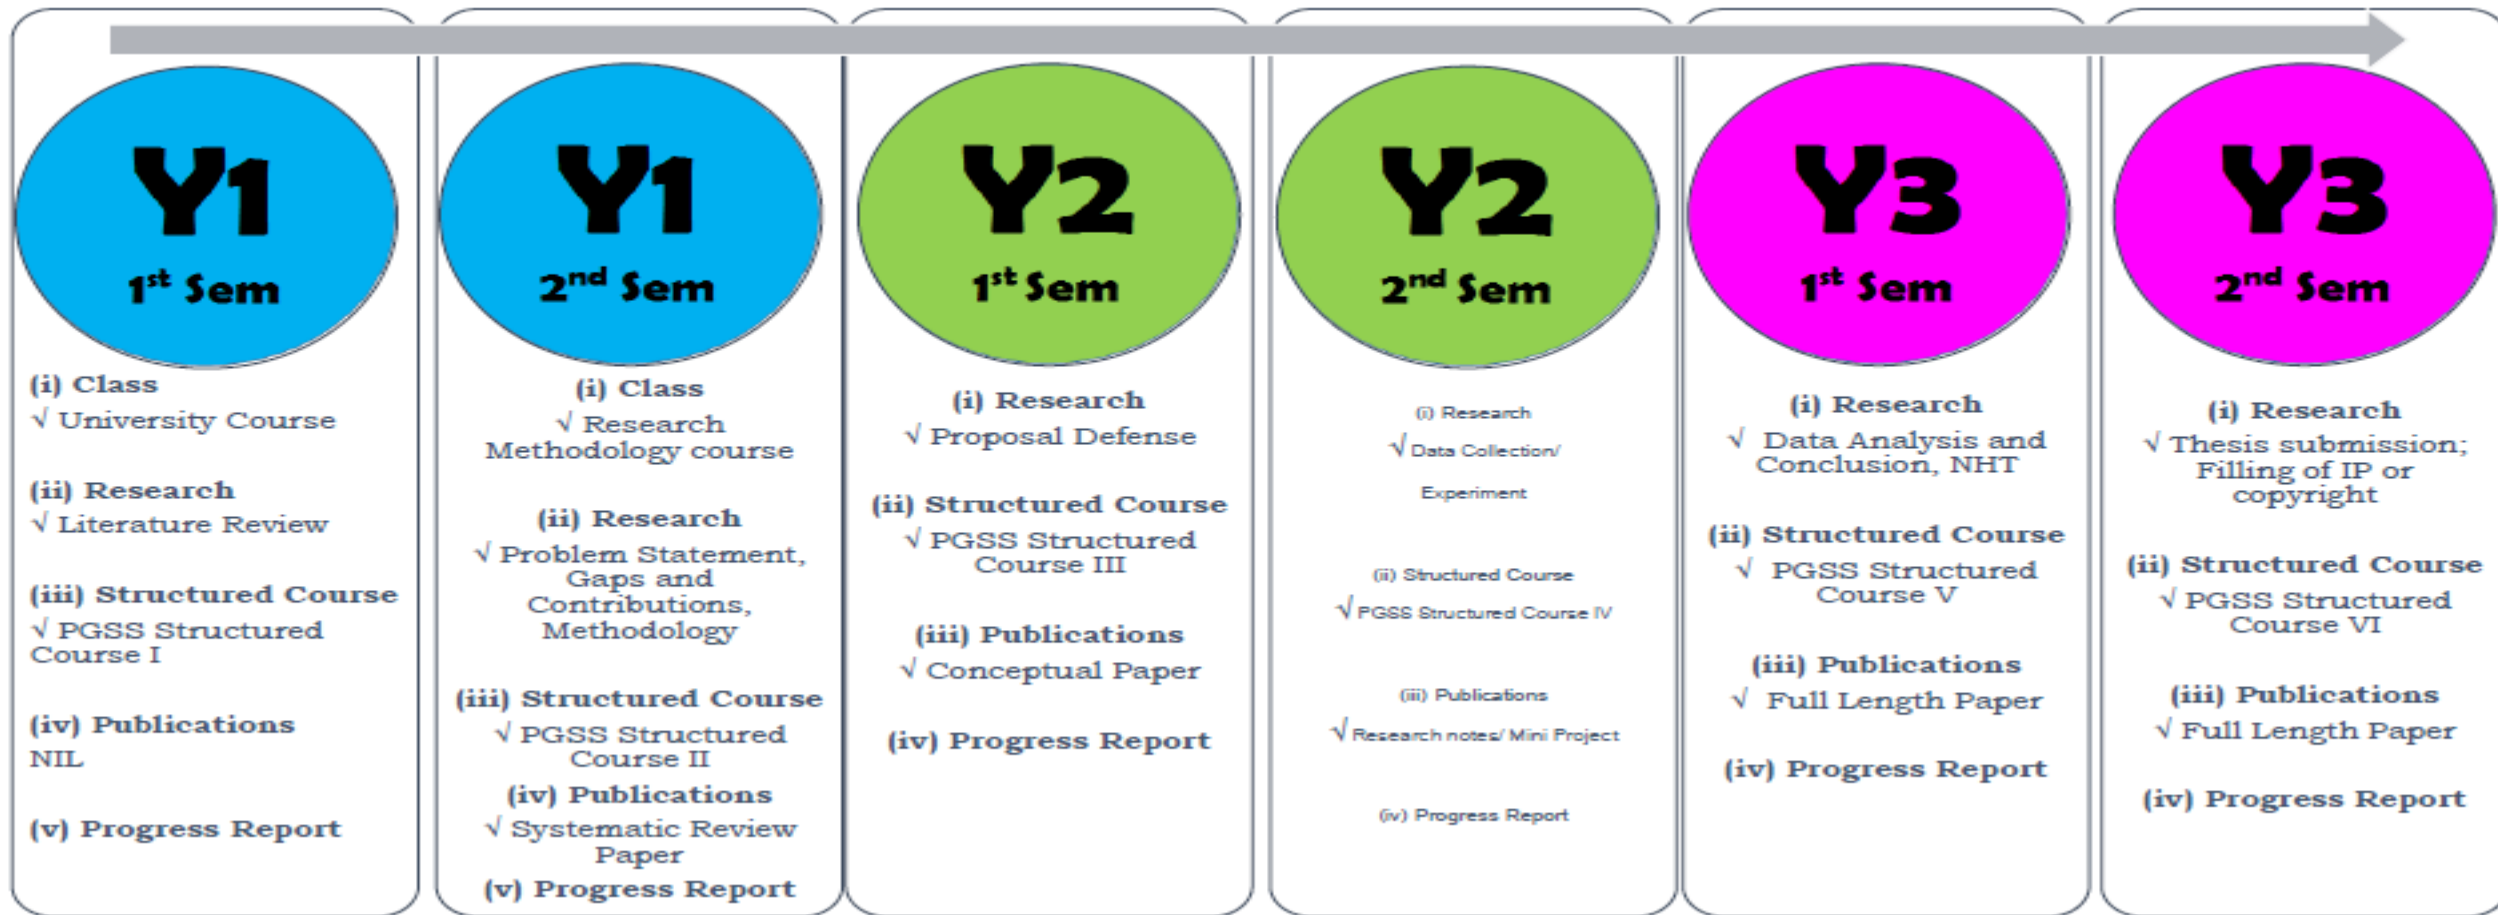 Y1
1st Sem
(i) Class
√ University Course
(ii) Research
√ Literature Review
(iii) Structured Course
√ PGSS Structured
Course I
(iv) Publications
NIL
(v) Progress Report
Y1
2nd Sem
(i) Class
√ Research
Methodology course
(ii) Research
√ Problem Statement,
Gaps and
Contributions,
Methodology
(iii) Structured Course
√ PGSS Structured
Course II
(iv) Publications
√ Systematic Review
Paper
(v) Progress Report
Y2
1st Sem
(i) Research
√ Proposal Defense
(ii) Structured Course
√ PGSS Structured
Course III
(iii) Publications
√ Conceptual Paper
(iv) Progress Report
Y2
2nd Sem
(i) Research
√ Data Collection/
Experiment
(ii) Structured Course
√ PGSS Structured Course IV
(iii) Publications
√ Research notes/ Mini Project
(iv) Progress Report
Y3
1st Sem
(i) Research
√ Data Analysis and
Conclusion, NHT
(ii) Structured Course
√ PGSS Structured
Course V
(iii) Publications
√ Full Length Paper
(iv) Progress Report
Y3
2nd Sem
(i) Research
√ Thesis submission;
Filling of IP or
copyright
(ii) Structured Course
√ PGSS Structured
Course VI
(iii) Publications
√ Full Length Paper
(iv) Progress Report